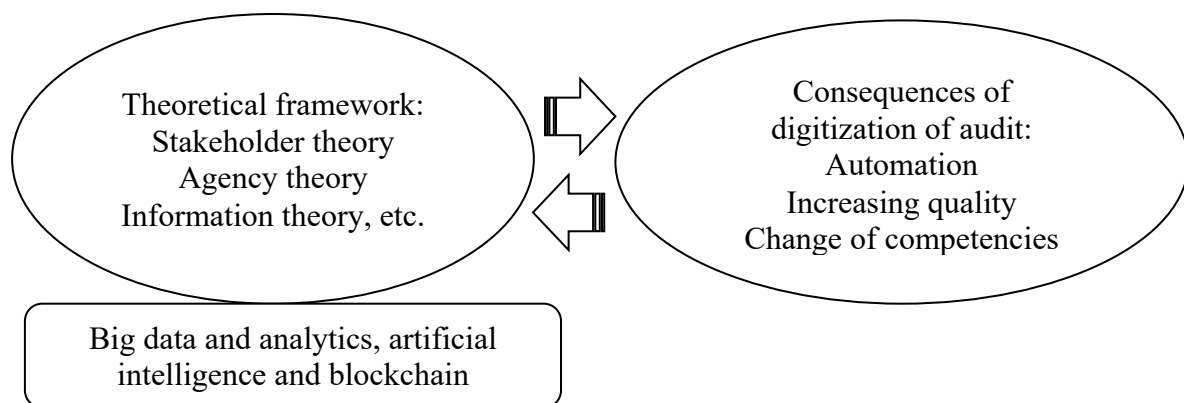 Theoretical framework:
Stakeholder theory
Agency theory
Information theory, etc.
Consequences of
digitization of audit:
Automation
Increasing quality
Change of competencies
Big data and analytics, artificial
intelligence and blockchain